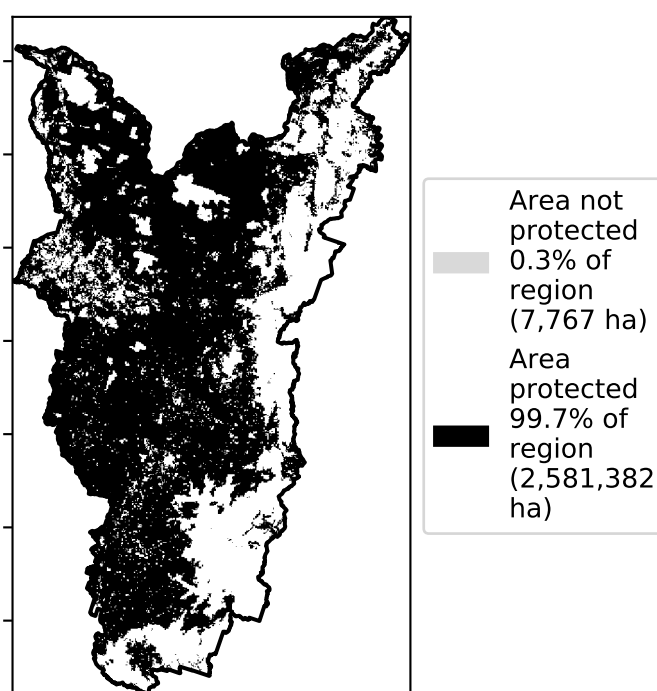 Area not
protected
0.3% of
region
(7,767 ha)
Area
protected
99.7% of
region
(2,581,382
ha)